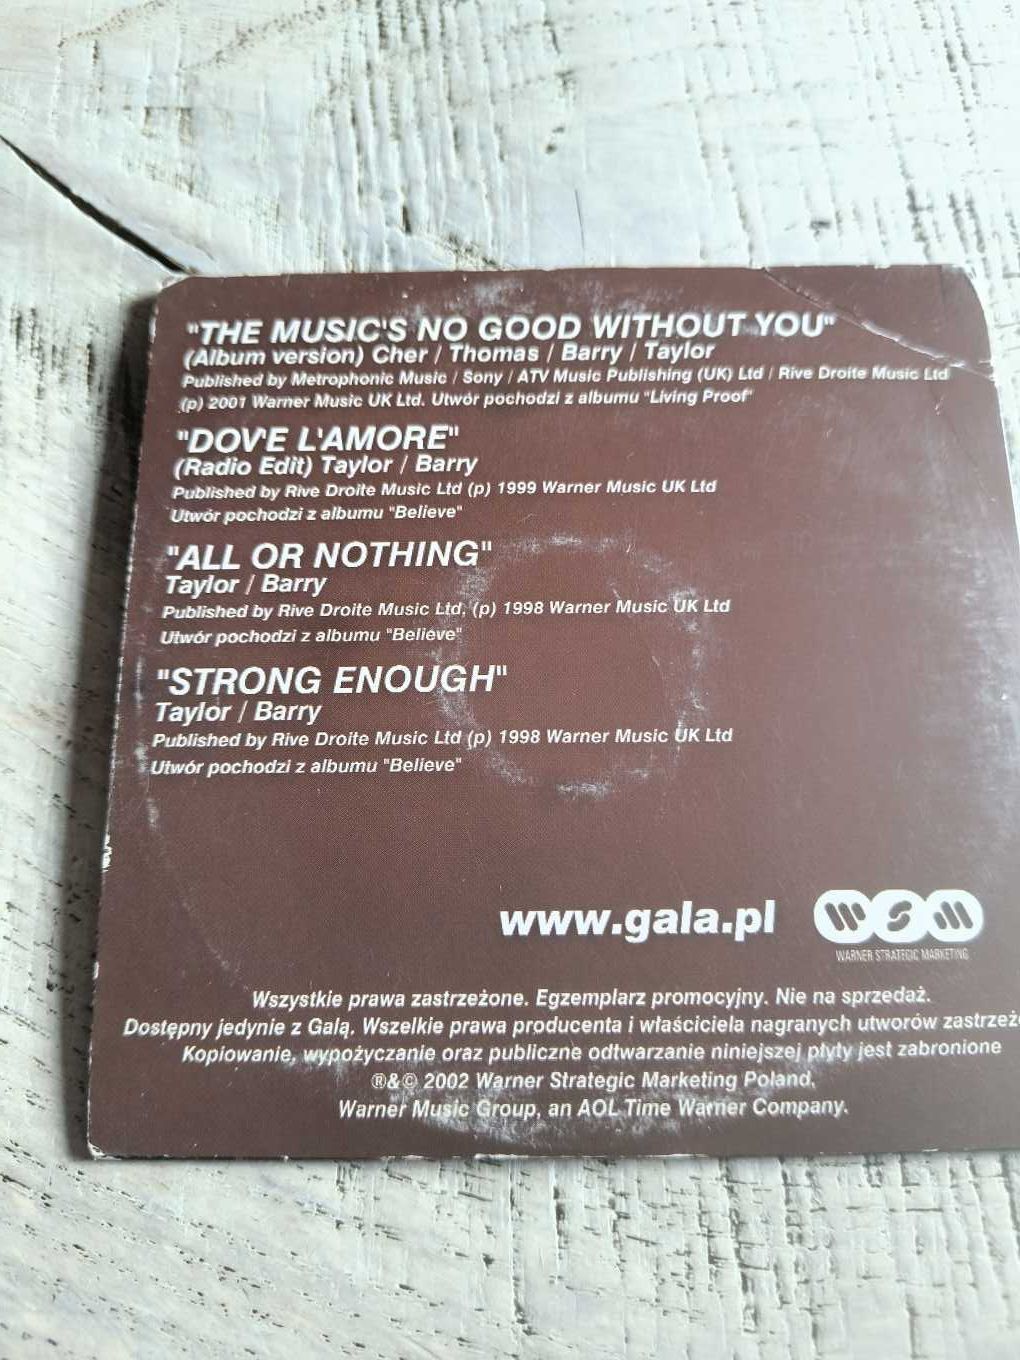 "THE MUSIC'S NO GOOD WITHOUT YOU"
(Album version) Cher / Thomas / Barry / Taylor
Published by Metrophonic Music / Sony / ATV Music Publishing (UK) Ltd / Rive Droite Music Ltd
(p) 2001 Warner Music UK Ltd. Utwór pochodzi z albumu "Living Proof"
"DOV'E L'AMORE"
(Radio Edit) Taylor / Barry
Published by Rive Droite Music Ltd (p) 1999 Warner Music UK Ltd
Utwór pochodzi z albumu "Believe"
"ALL OR NOTHING"
Taylor / Barry
Published by Rive Droite Music Ltd. (p) 1998 Warner Music UK Ltd
Utwór pochodzi z albumu "Believe"
"STRONG ENOUGH"
Taylor / Barry
Published by Rive Droite Music Ltd (p) 1998 Warner Music UK Ltd
Utwór pochodzi z albumu "Believe"
www.gala.pl
WSM
WARNER STRATEGIC MARKETING
Wszystkie prawa zastrzeżone. Egzemplarz promocyjny. Nie na sprzedaż.
Dostępny jedynie z Galą. Wszelkie prawa producenta i właściciela nagranych utworów zastrzeżo
Kopiowanie, wypożyczanie oraz publiczne odtwarzanie niniejszej płyty jest zabronione
®&© 2002 Warner Strategic Marketing Poland,
Warner Music Group, an AOL Time Warner Company.